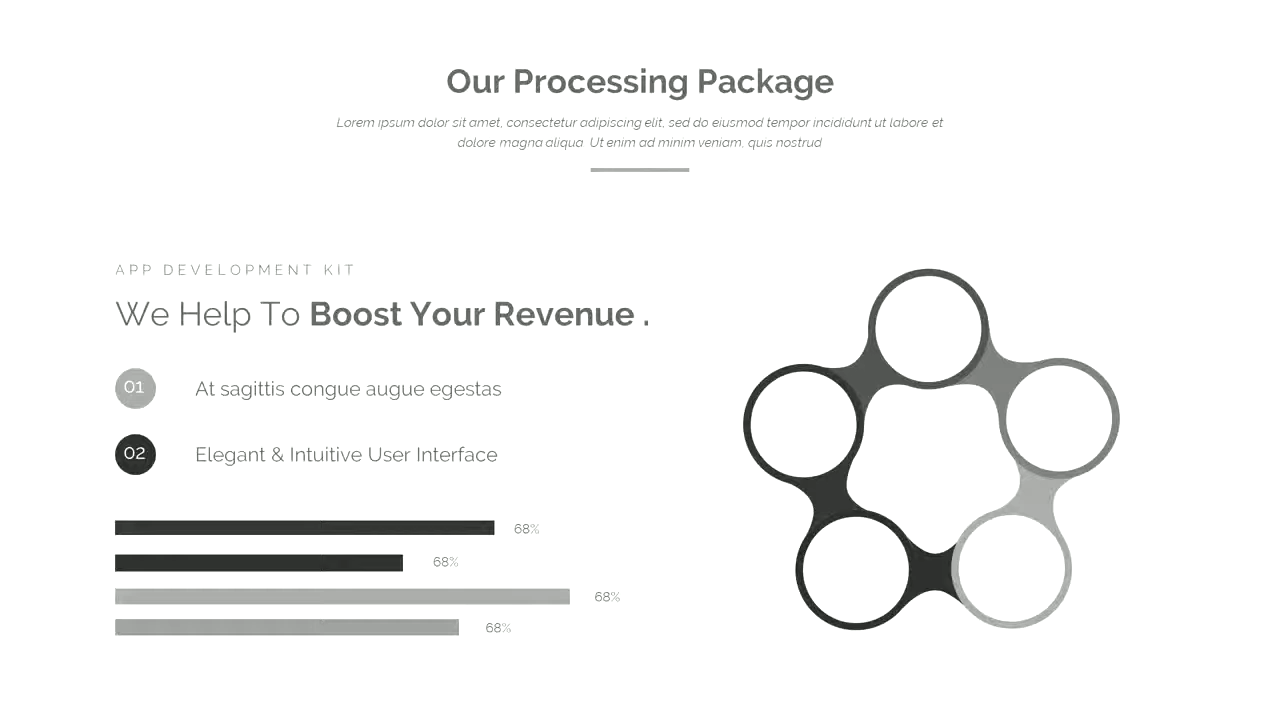 Our Processing Package
Lorem ipsum dolor sit amet, consectetur adipiscing elit, sed do eiusmod tempor incididunt ut labore et
dolore magna aliqua. Ut enim ad minim veniam, quis nostrud
APP DEVELOPMENT KIT
We Help To Boost Your Revenue .
01 At sagittis congue augue egestas
02 Elegant & Intuitive User Interface
68%
68%
68%
68%